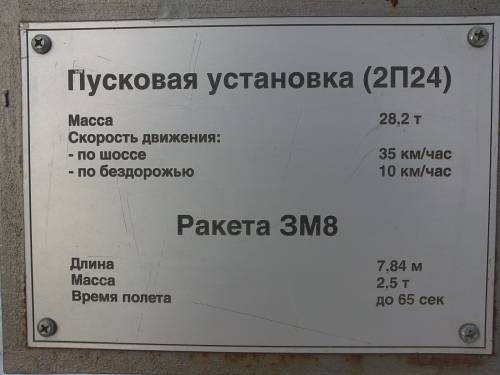 Пусковая установка (2П24)
Масса 28,2 т
Скорость движения:
- по шоссе 35 км/час
- по бездорожью 10 км/час
Ракета 3М8
Длина 7,84 м
Масса 2,5 т
Время полета до 65 сек